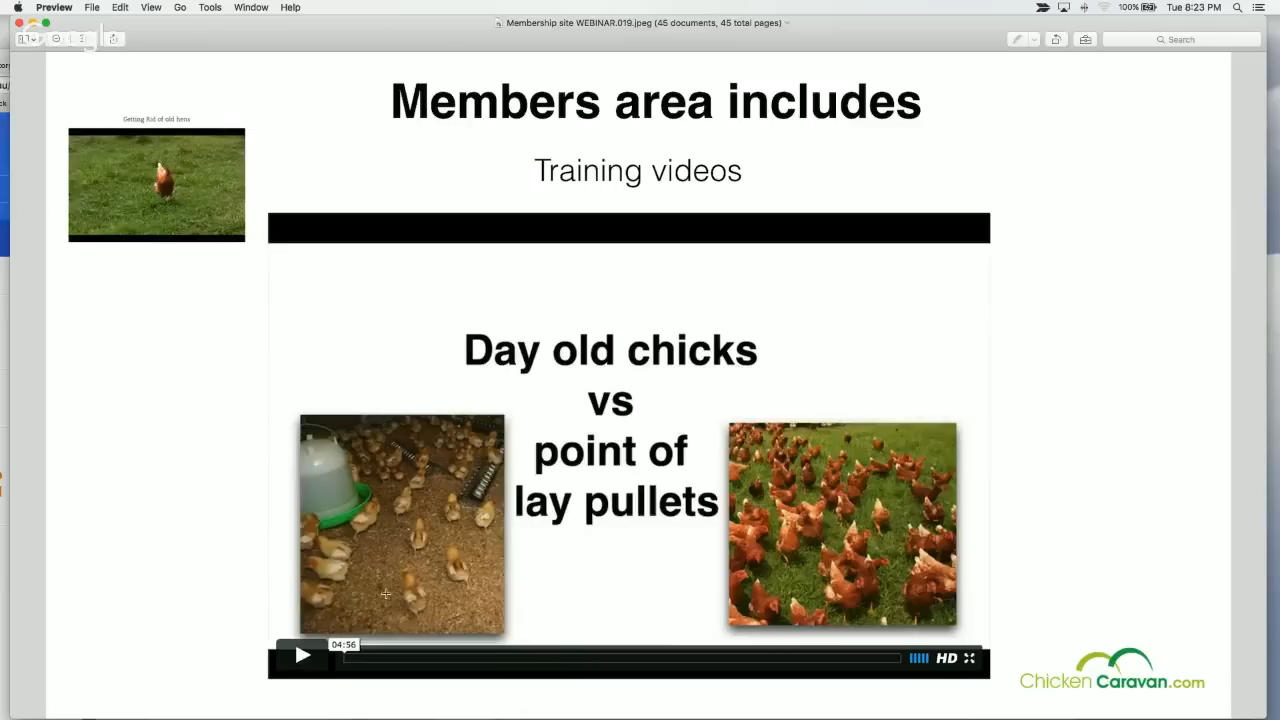 Preview File Edit View Go Tools Window Help
100% Tue 8:23 PM
Membership site WEBINAR.019.jpeg (45 documents, 45 total pages)
Search
Members area includes
Getting Rid of old hens
Training videos
Day old chicks
vs
point of
lay pullets
04:56
HD
Chicken Caravan.com